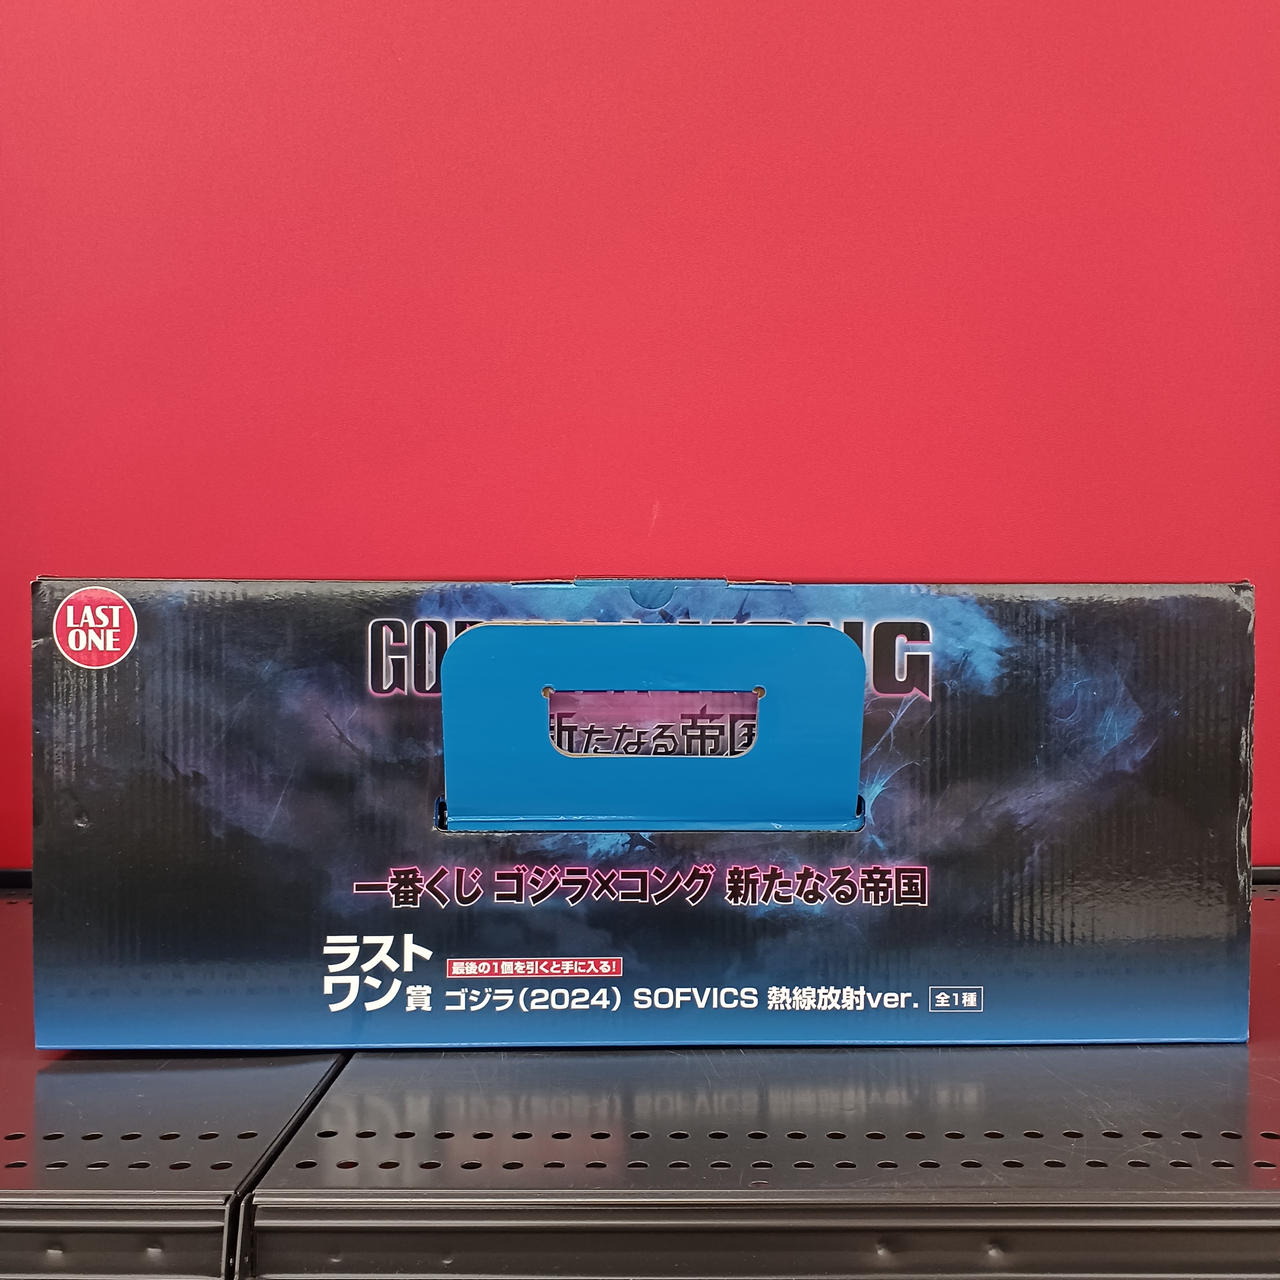 LAST
ONE
新たなる帝国
一番くじ ゴジラ×コング 新たなる帝国
ラスト
ワン賞
最後の1個を引くと手に入る!
ゴジラ(2024) SOFVICS 熱線放射ver. 全1種